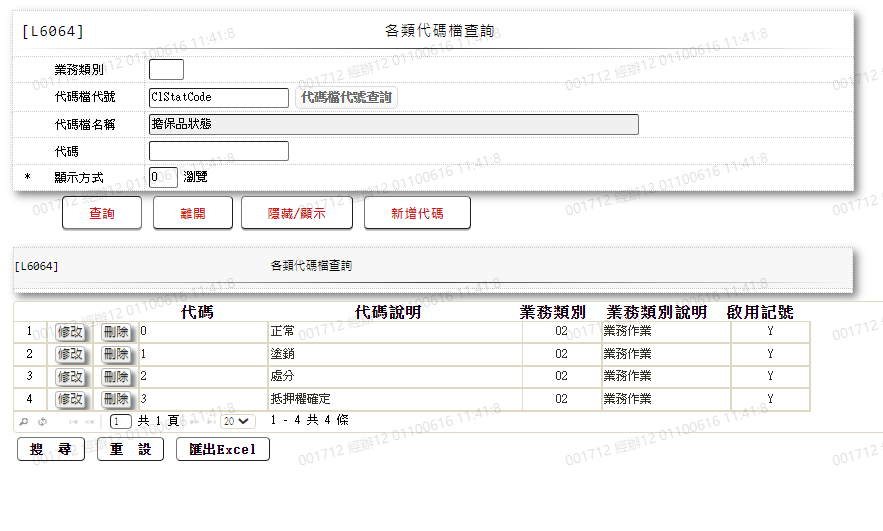 [L6064] 各類代碼檔查詢
業務類別
代碼檔代號 ClStatCode 代碼檔代號查詢
代碼檔名稱 擔保品狀態
代碼
* 顯示方式 0 瀏覽
查詢 離開 隱藏/顯示 新增代碼
[L6064] 各類代碼檔查詢
代碼 代碼說明 業務類別 業務類別說明 啟用記號
1 修改 刪除 0 正常 02 業務作業 Y
2 修改 刪除 1 塗銷 02 業務作業 Y
3 修改 刪除 2 處分 02 業務作業 Y
4 修改 刪除 3 抵押權確定 02 業務作業 Y
1 共 1 頁 20 1 - 4 共 4 條
搜 尋 重 設 匯出Excel
001712 經辦12 01100616 11:41:8